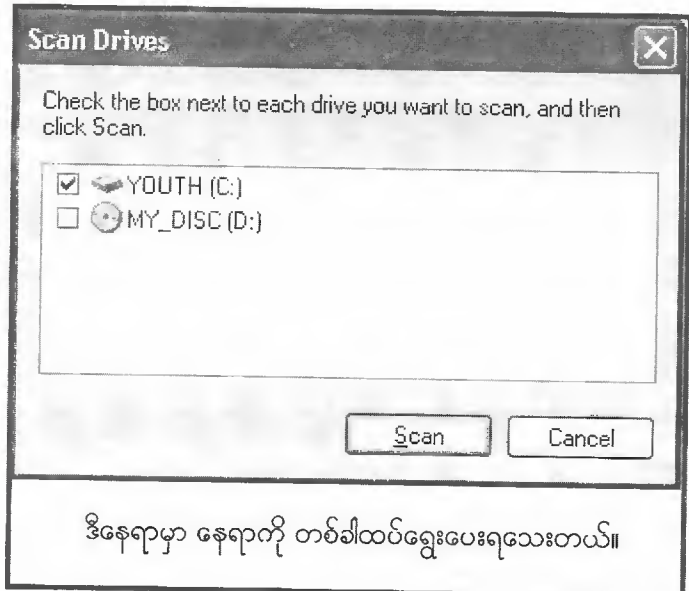 Scan Drives
Check the box next to each drive you want to scan, and then
click Scan.
YOUTH (C:)
MY_DISC (D:)
Scan
Cancel
ဒီနေရာမှာ နေရာကို တစ်ခါထပ်ရွေးပေးရသေးတယ်။